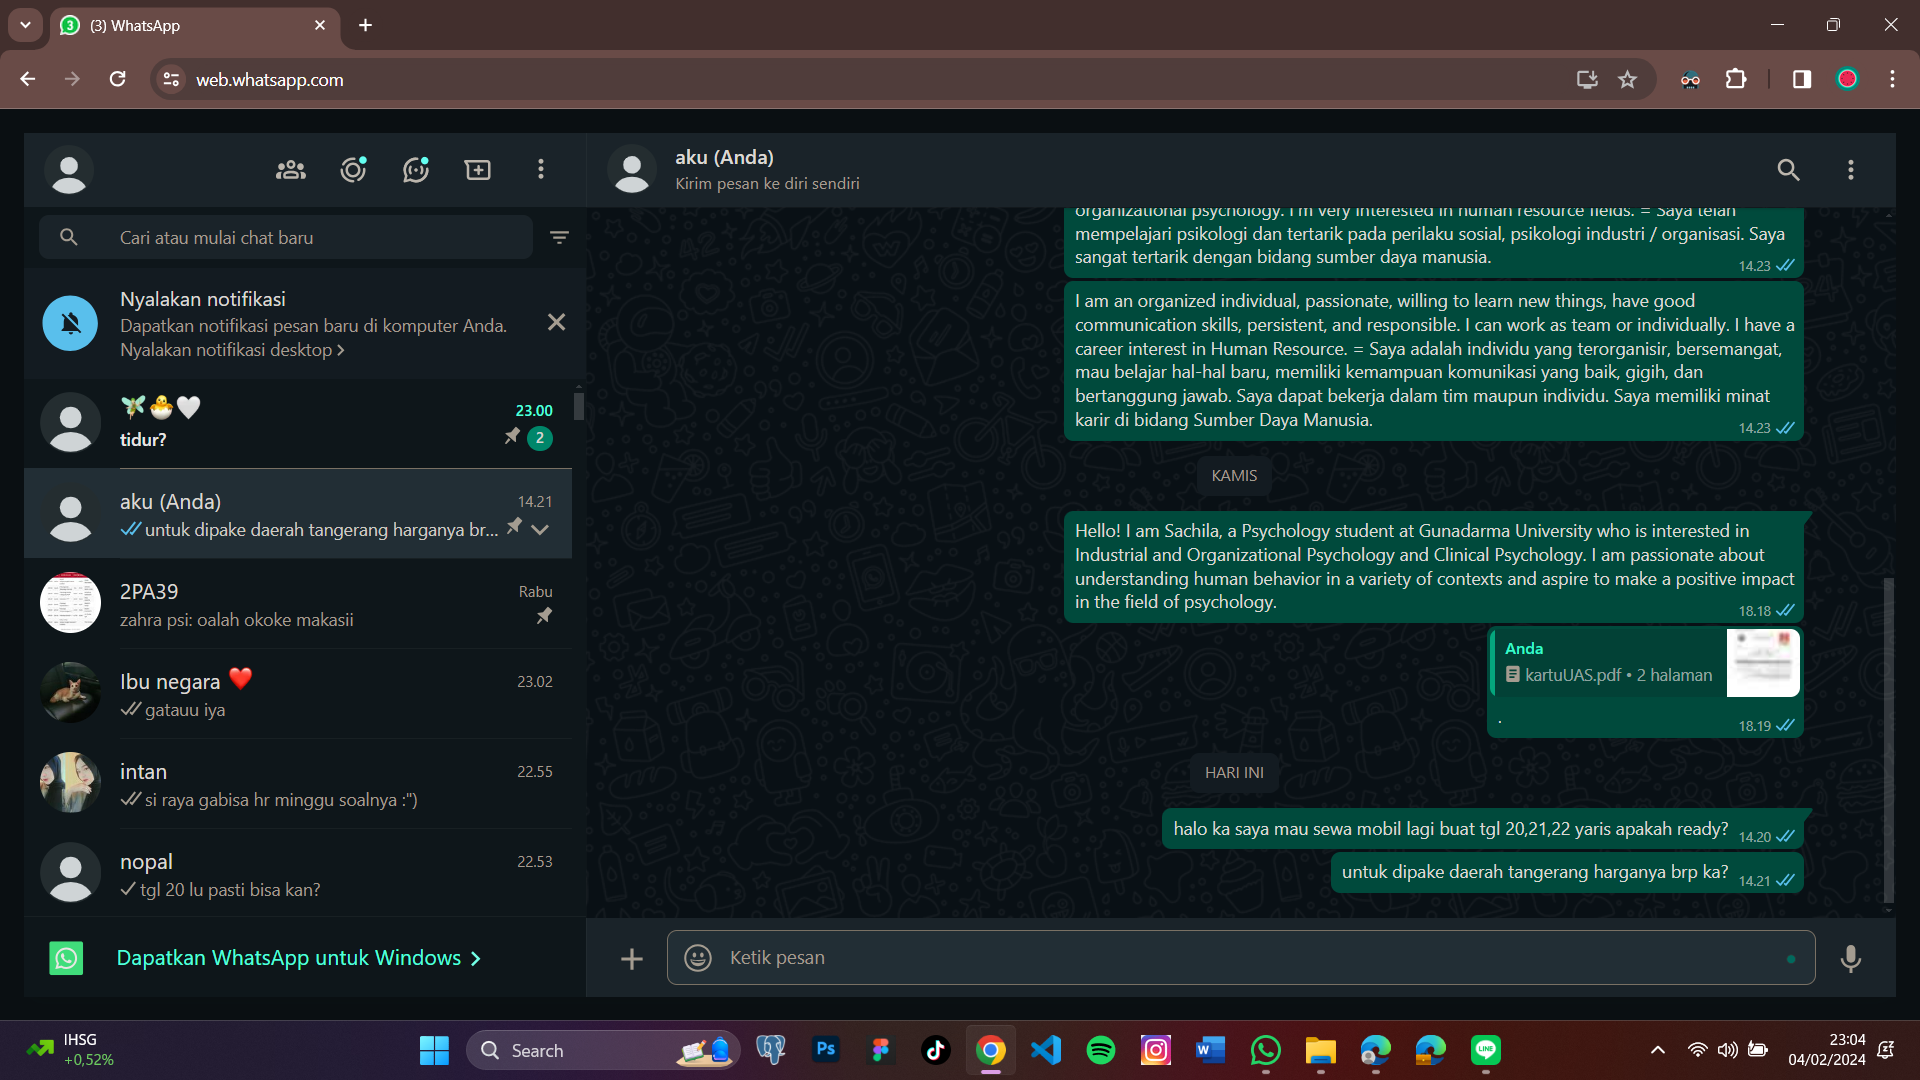 (3) WhatsApp
web.whatsapp.com
Cari atau mulai chat baru
Nyalakan notifikasi
Dapatkan notifikasi pesan baru di komputer Anda.
Nyalakan notifikasi desktop >
23.00
tidur?
2
aku (Anda)
14.21
untuk dipake daerah tangerang harganya br...
2PA39
Rabu
zahra psi: oalah okoke makasii
Ibu negara ❤️
23.02
gatauu iya
intan
22.55
si raya gabisa hr minggu soalnya :")
nopal
22.53
tgl 20 lu pasti bisa kan?
Dapatkan WhatsApp untuk Windows >
aku (Anda)
Kirim pesan ke diri sendiri
organizational psychology. I'm very interested in human resource fields. = Saya telah
mempelajari psikologi dan tertarik pada perilaku sosial, psikologi industri / organisasi. Saya
sangat tertarik dengan bidang sumber daya manusia.
14.23
I am an organized individual, passionate, willing to learn new things, have good
communication skills, persistent, and responsible. I can work as team or individually. I have a
career interest in Human Resource. = Saya adalah individu yang terorganisir, bersemangat,
mau belajar hal-hal baru, memiliki kemampuan komunikasi yang baik, gigih, dan
bertanggung jawab. Saya dapat bekerja dalam tim maupun individu. Saya memiliki minat
karir di bidang Sumber Daya Manusia.
14.23
KAMIS
Hello! I am Sachila, a Psychology student at Gunadarma University who is interested in
Industrial and Organizational Psychology and Clinical Psychology. I am passionate about
understanding human behavior in a variety of contexts and aspire to make a positive impact
in the field of psychology.
18.18
Anda
kartuUAS.pdf • 2 halaman
.
18.19
HARI INI
halo ka saya mau sewa mobil lagi buat tgl 20,21,22 yaris apakah ready?
14.20
untuk dipake daerah tangerang harganya brp ka?
14.21
Ketik pesan
IHSG
+0,52%
Search
Ps
LINE
23:04
04/02/2024